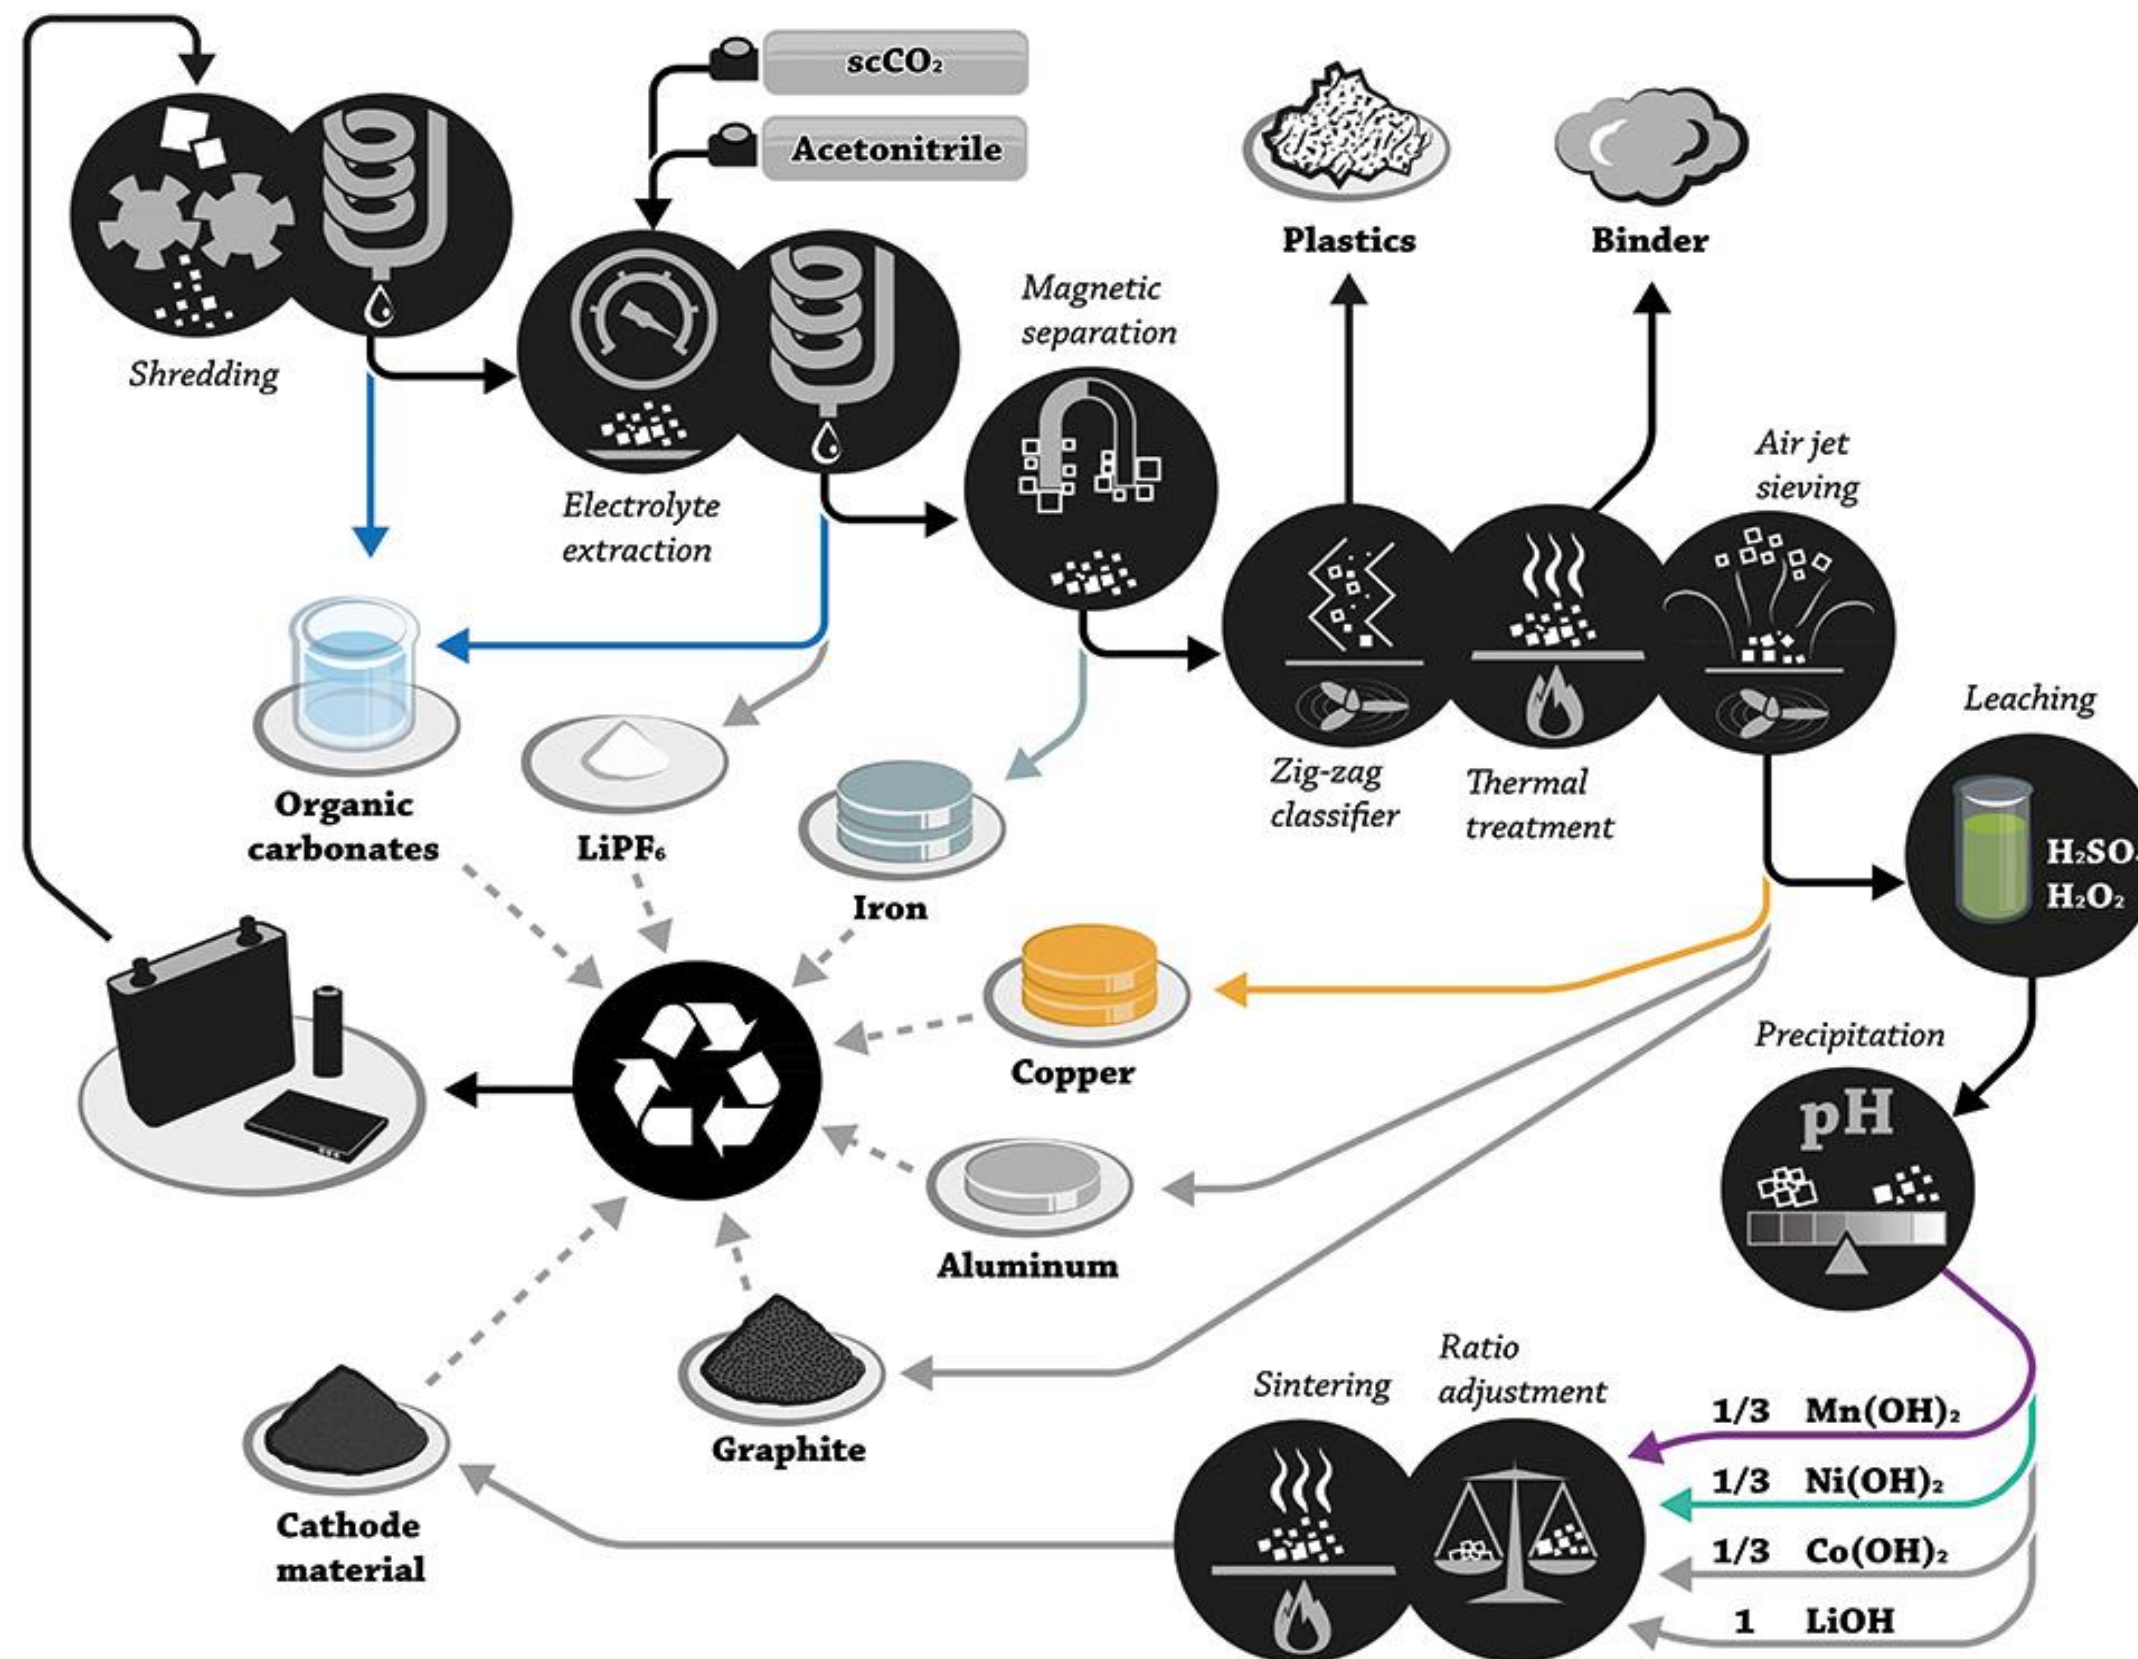 scCO₂
Acetonitrile
Plastics
Binder
Shredding
Electrolyte
extraction
Magnetic
separation
Air jet
sieving
Zig-zag
classifier
Thermal
treatment
Leaching
H₂SO
H₂O₂
Organic
carbonates
LiPF₆
Iron
Copper
Aluminum
Graphite
Cathode
material
Precipitation
pH
Sintering
Ratio
adjustment
1/3 Mn(OH)₂
1/3 Ni(OH)₂
1/3 Co(OH)₂
1 LiOH